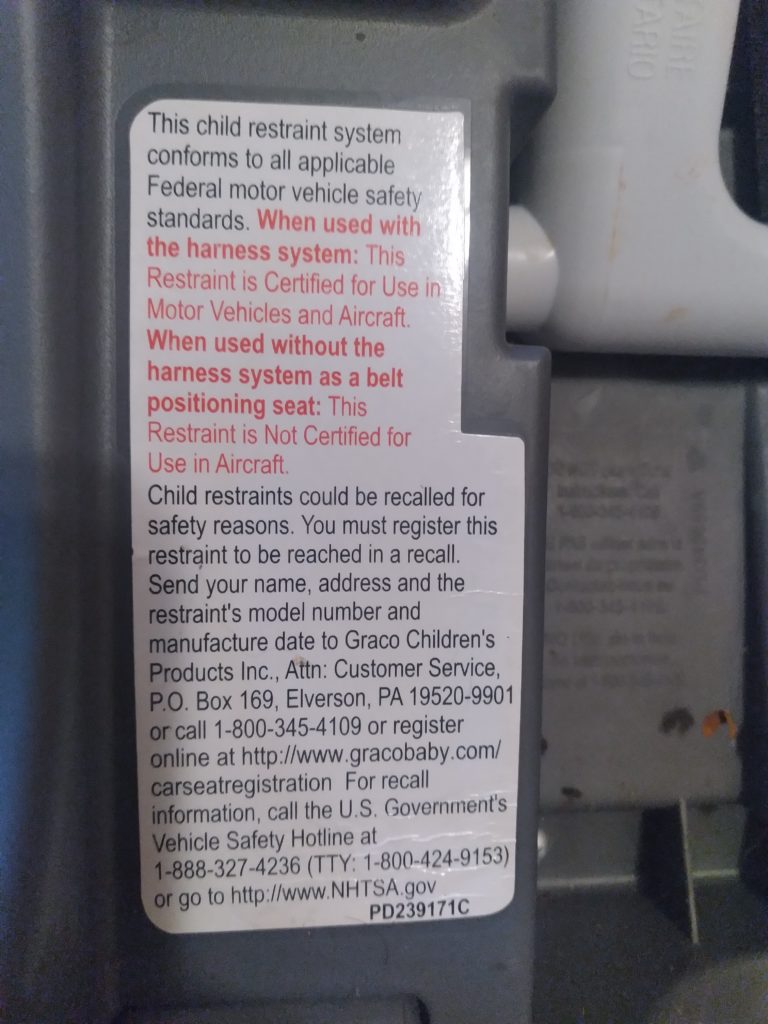 This child restraint system
conforms to all applicable
Federal motor vehicle safety
standards. When used with
the harness system: This
Restraint is Certified for Use in
Motor Vehicles and Aircraft.
When used without the
harness system as a belt
positioning seat: This
Restraint is Not Certified for
Use in Aircraft.
Child restraints could be recalled for
safety reasons. You must register this
restraint to be reached in a recall.
Send your name, address and the
restraint's model number and
manufacture date to Graco Children's
Products Inc., Attn: Customer Service,
P.O. Box 169, Elverson, PA 19520-9901
or call 1-800-345-4109 or register
online at http://www.gracobaby.com/
carseatregistration For recall
information, call the U.S. Government's
Vehicle Safety Hotline at
1-888-327-4236 (TTY: 1-800-424-9153)
or go to http://www.NHTSA.gov
PD239171C